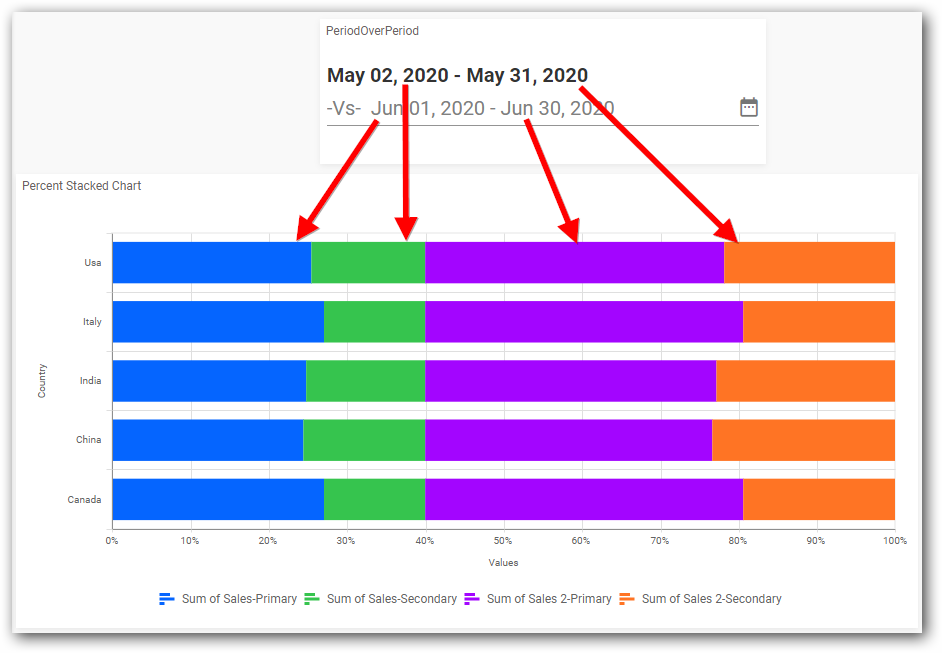 PeriodOverPeriod
May 02, 2020 - May 31, 2020
-Vs- Jun 01, 2020 - Jun 30, 2020
Percent Stacked Chart
Usa
Italy
India
China
Canada
Country
0% 10% 20% 30% 40% 50% 60% 70% 80% 90% 100%
Values
Sum of Sales-Primary Sum of Sales-Secondary Sum of Sales 2-Primary Sum of Sales 2-Secondary